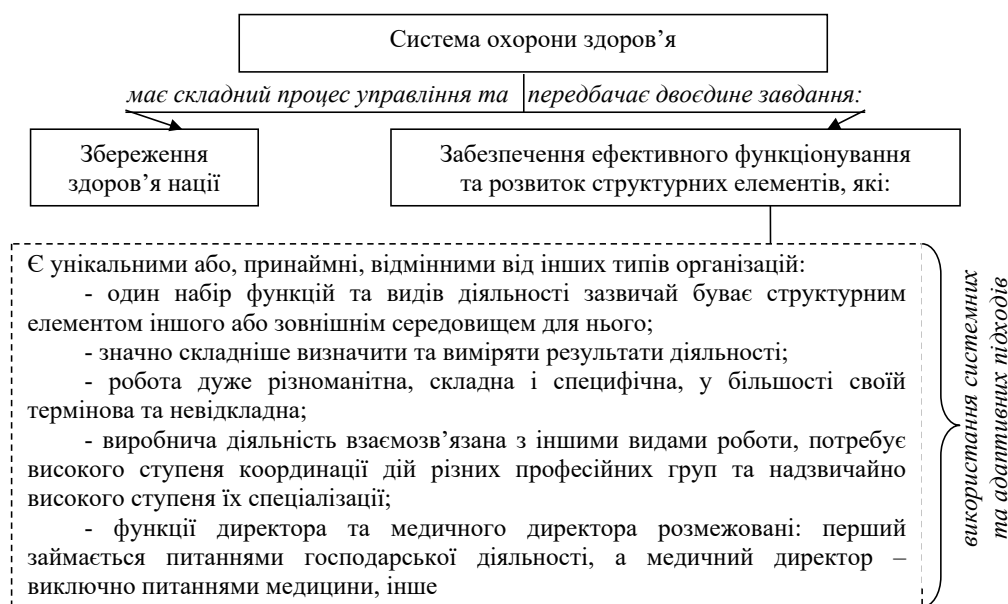 Система охорони здоров’я
має складний процес управління та передбачає двоєдине завдання:
Збереження
здоров’я нації
Забезпечення ефективного функціонування
та розвиток структурних елементів, які:
Є унікальними або, принаймні, відмінними від інших типів організацій:
- один набір функцій та видів діяльності зазвичай буває структурним
елементом іншого або зовнішнім середовищем для нього;
- значно складніше визначити та виміряти результати діяльності;
- робота дуже різноманітна, складна і специфічна, у більшості своїй
термінова та невідкладна;
- виробнича діяльність взаємозв’язана з іншими видами роботи, потребує
високого ступеня координації дій різних професійних груп та надзвичайно
високого ступеня їх спеціалізації;
- функції директора та медичного директора розмежовані: перший
займається питаннями господарської діяльності, а медичний директор –
виключно питаннями медицини, інше
використання системних
та адаптивних підходів